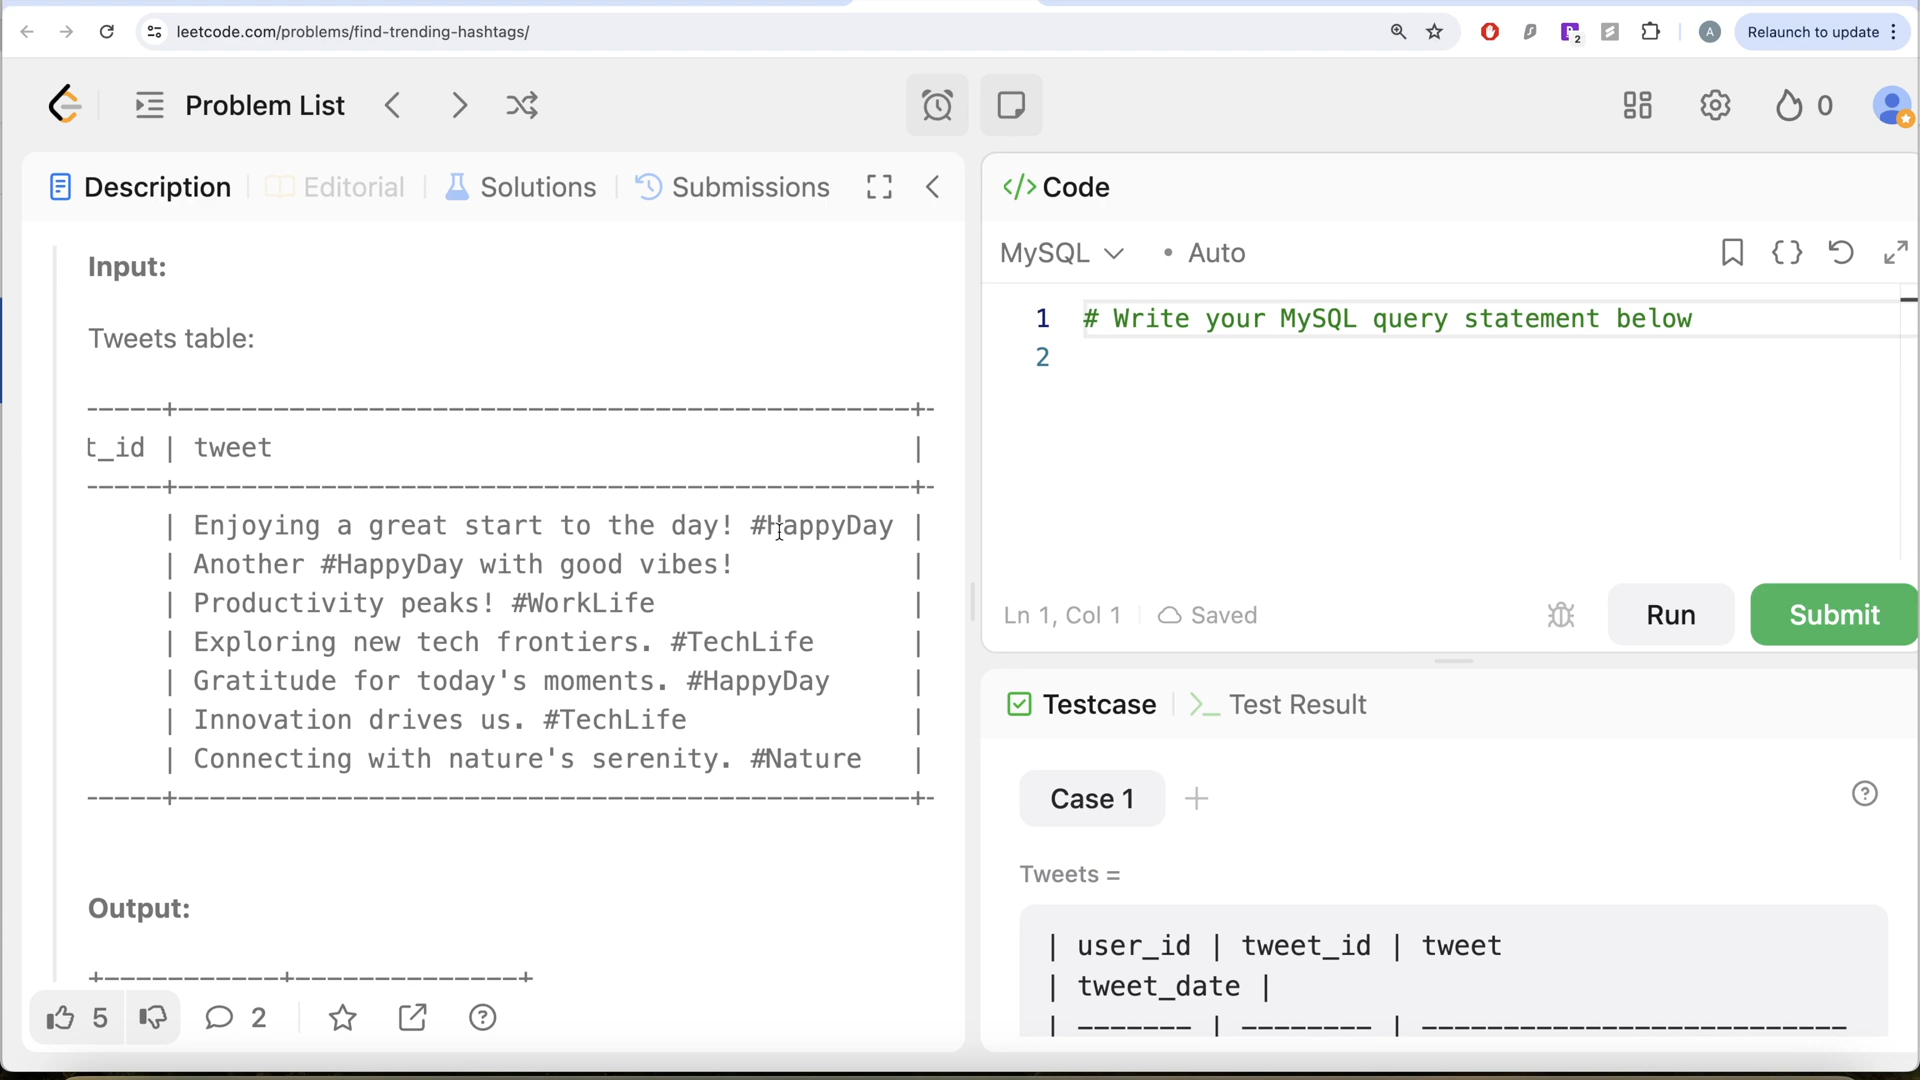 leetcode.com/problems/find-trending-hashtags/
2
A
Relaunch to update
Problem List
0
Description
Editorial
Solutions
Submissions
Input:
Tweets table:
-----+----------------------------------------------+-
t_id | tweet |
-----+----------------------------------------------+-
| Enjoying a great start to the day! #HappyDay |
| Another #HappyDay with good vibes! |
| Productivity peaks! #WorkLife |
| Exploring new tech frontiers. #TechLife |
| Gratitude for today's moments. #HappyDay |
| Innovation drives us. #TechLife |
| Connecting with nature's serenity. #Nature |
-----+----------------------------------------------+-
Output:
+-----------+--------------+
5
2
</> Code
MySQL • Auto
1 # Write your MySQL query statement below
2
Ln 1, Col 1
Saved
Run
Submit
Testcase
>_ Test Result
Case 1 +
Tweets =
| user_id | tweet_id | tweet
| tweet_date |
| ------- | -------- | ---------------------------